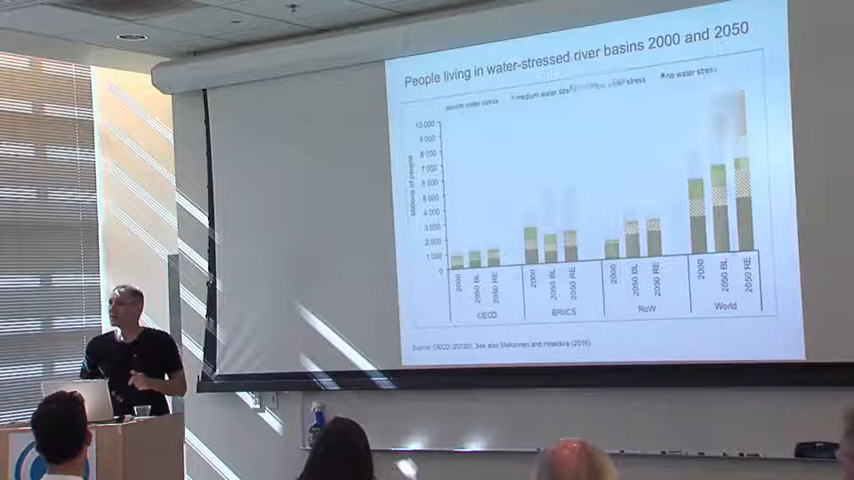 People living in water-stressed river basins 2000 and 2050
severe water stress medium water stress low water stress no water stress
Millions of people
10 000
9 000
8 000
7 000
6 000
5 000
4 000
3 000
2 000
1 000
0
2000 2050 BL 2050 RE 2000 2050 BL 2050 RE 2000 2050 BL 2050 RE 2000 2050 BL 2050 RE
OECD BRIICS RoW World
Source: OECD (2012b), See also Mekonnen and Hoekstra (2016)